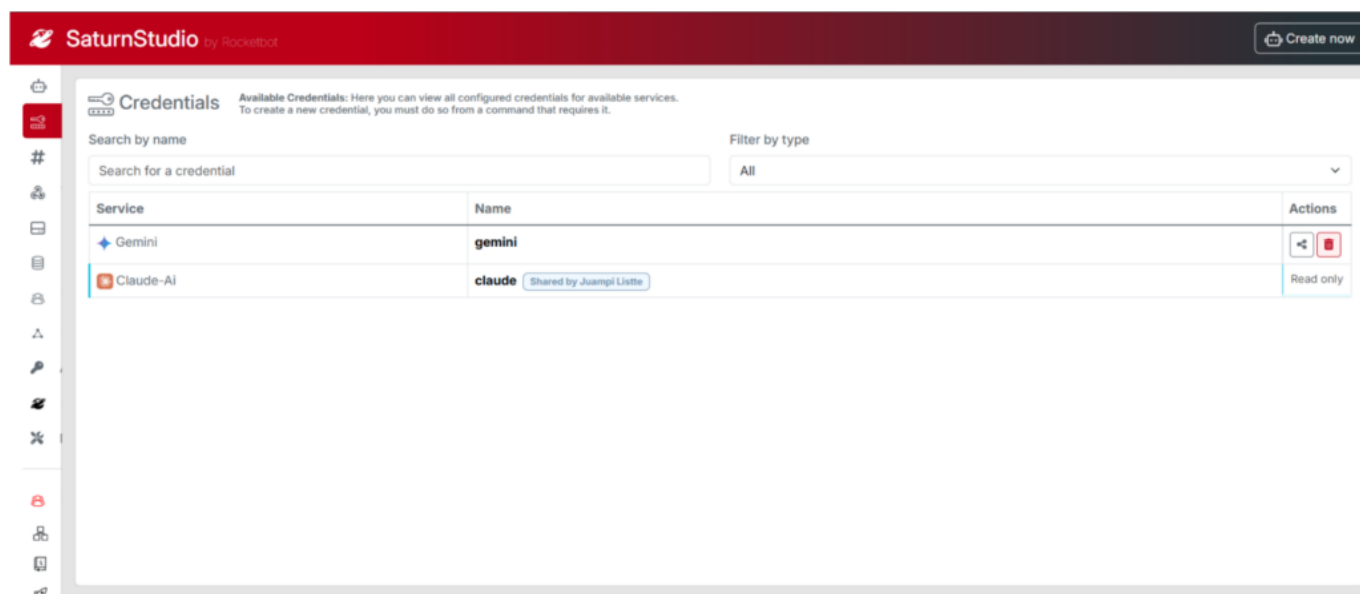 SaturnStudio by Rocketbot
Create now
Credentials
Available Credentials: Here you can view all configured credentials for available services.
To create a new credential, you must do so from a command that requires it.
Search by name
Filter by type
Search for a credential
All
Service Name Actions
Gemini gemini
Claude-Ai claude Shared by Juampi Listte Read only